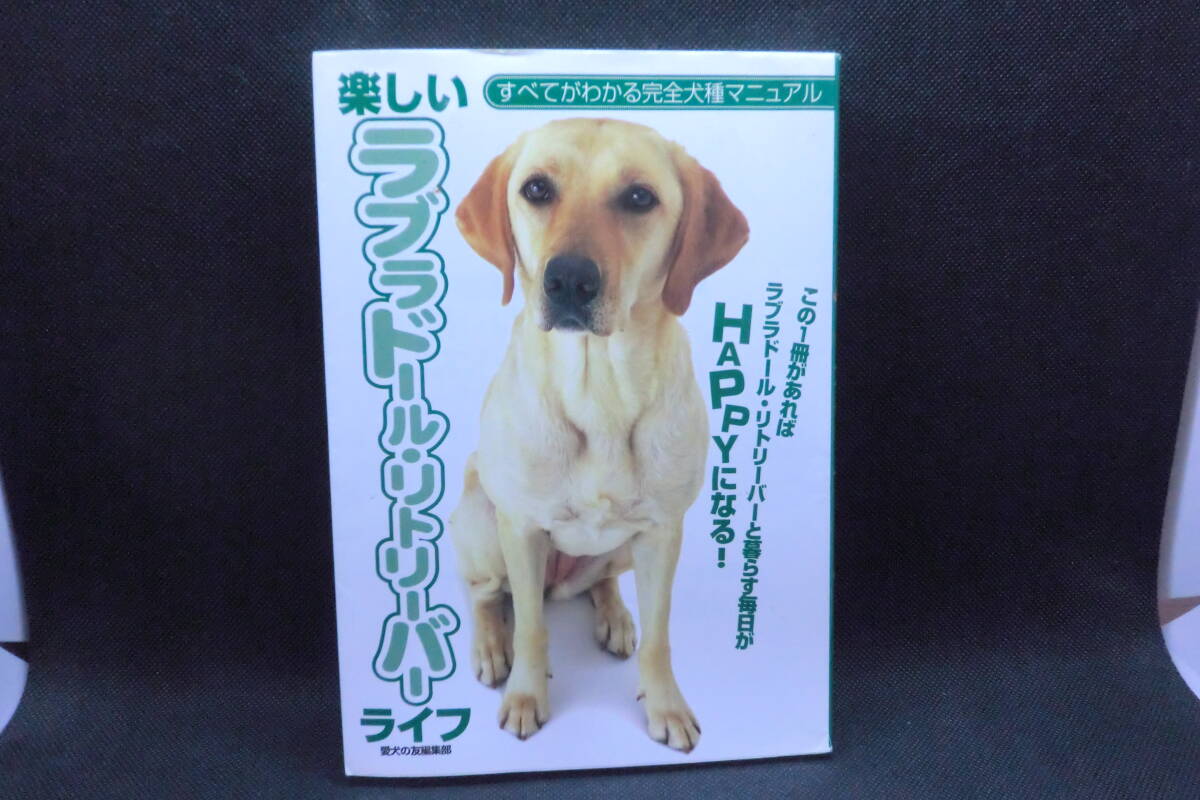 すべてがわかる完全犬種マニュアル
楽しい
ラブラドール・リトリーバー
ライフ
愛犬の友編集部
この1冊があれば
ラブラドール・リトリーバーと暮らす毎日が
HAPPYになる!